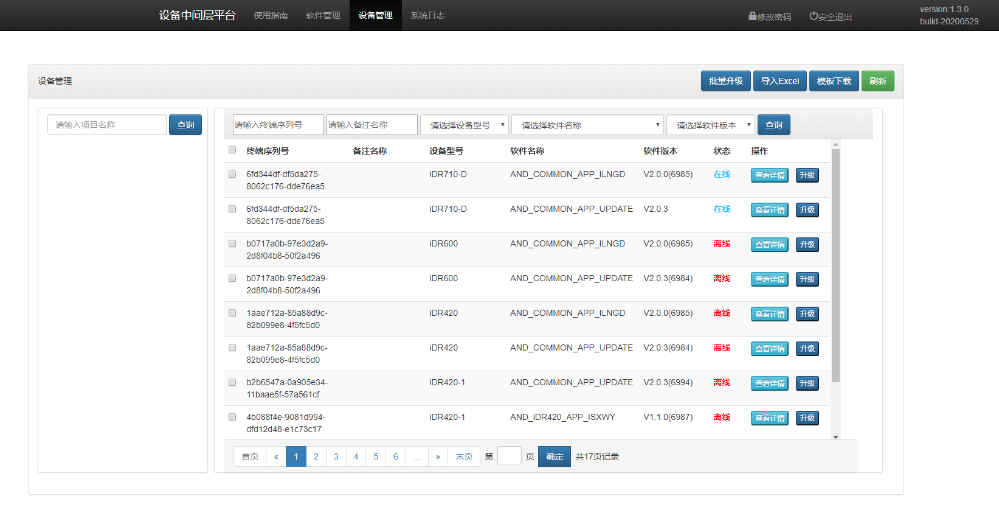 设备中间层平台 使用指南 软件管理 设备管理 系统日志 修改密码 安全退出 version:1.3.0
build-20200529
设备管理 批量升级 导入Excel 模板下载 刷新
请输入项目名称 查询 请输入终端序列号 请输入备注名称 请选择设备型号 请选择软件名称 请选择软件版本 查询
终端序列号 备注名称 设备型号 软件名称 软件版本 状态 操作
6fd344df-df5da275- iDR710-D AND_COMMON_APP_ILNGD V2.0.0(6985) 在线 查看详情 升级
8062c176-dde76ea5
6fd344df-df5da275- iDR710-D AND_COMMON_APP_UPDATE V2.0.3 在线 查看详情 升级
8062c176-dde76ea5
b0717a0b-97e3d2a9- iDR600 AND_COMMON_APP_ILNGD V2.0.0(6985) 离线 查看详情 升级
2d8f04b8-50f2a496
b0717a0b-97e3d2a9- iDR600 AND_COMMON_APP_UPDATE V2.0.3(6984) 离线 查看详情 升级
2d8f04b8-50f2a496
1aae712a-85a88d9c- iDR420 AND_COMMON_APP_ILNGD V2.0.0(6985) 离线 查看详情 升级
82b099e8-4f5fc5d0
1aae712a-85a88d9c- iDR420 AND_COMMON_APP_UPDATE V2.0.3(6984) 离线 查看详情 升级
82b099e8-4f5fc5d0
b2b6547a-0a905e34- iDR420-1 AND_COMMON_APP_UPDATE V2.0.3(6994) 离线 查看详情 升级
11baae5f-57a561cf
4b088f4e-9081d994- iDR420-1 AND_iDR420_APP_ISXWY V1.1.0(6987) 离线 查看详情 升级
dfd12d48-e1c73c17
首页 « 1 2 3 4 5 6 ... » 末页 第 页 确定 共17页记录